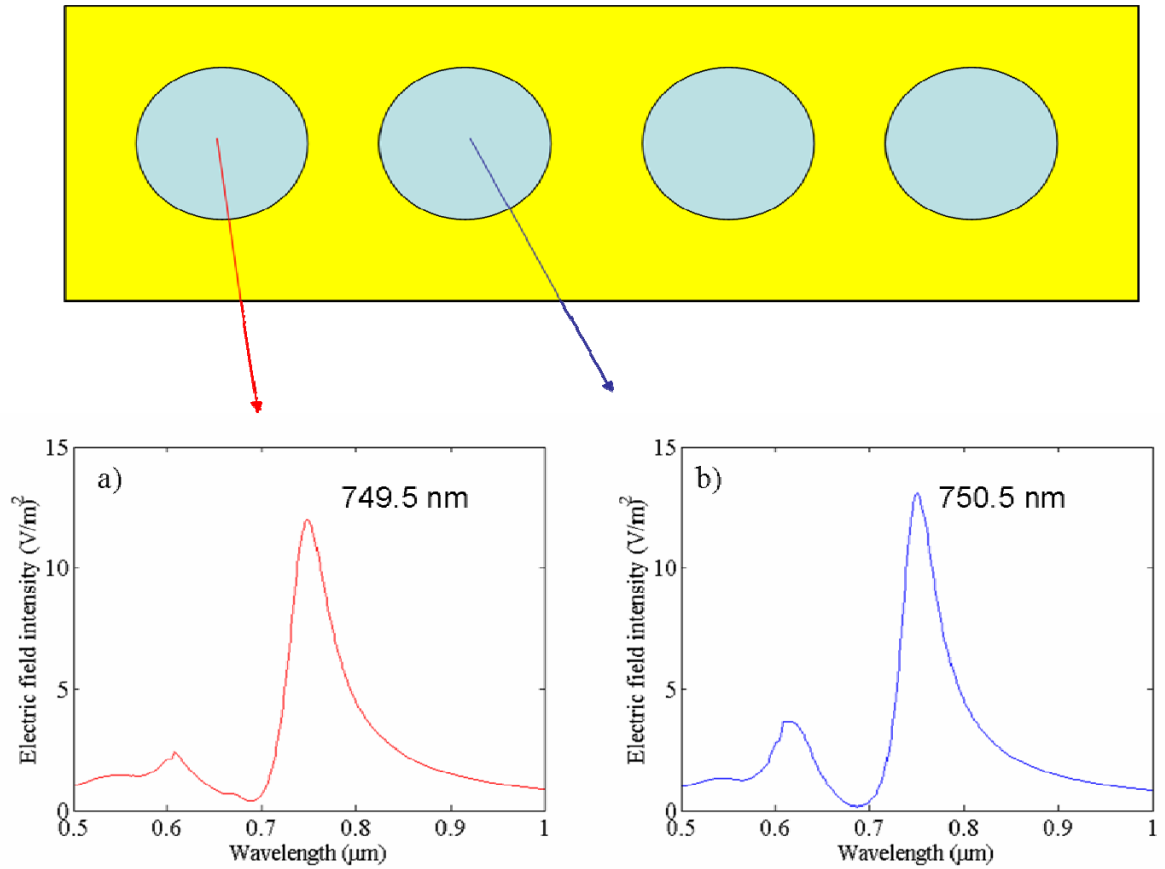 a)
749.5 nm
Electric field intensity (V/m)²
15
10
5
0
0.5 0.6 0.7 0.8 0.9 1
Wavelength (μm)
b)
750.5 nm
Electric field intensity (V/m)²
15
10
5
0
0.5 0.6 0.7 0.8 0.9 1
Wavelength (μm)